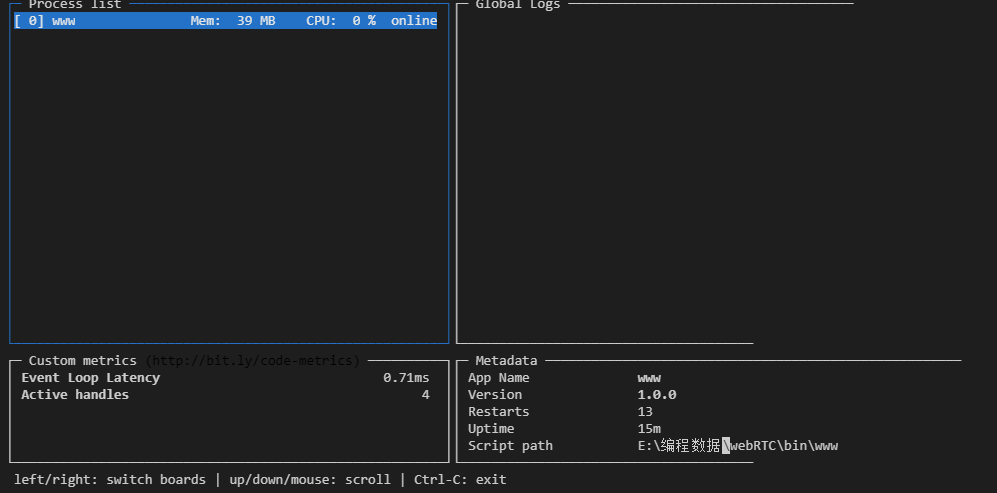 Process list
[ 0] www Mem: 39 MB CPU: 0 % online
Global Logs
Custom metrics (http://bit.ly/code-metrics)
Event Loop Latency 0.71ms
Active handles 4
Metadata
App Name www
Version 1.0.0
Restarts 13
Uptime 15m
Script path E:\编程数据\webRTC\bin\www
left/right: switch boards | up/down/mouse: scroll | Ctrl-C: exit